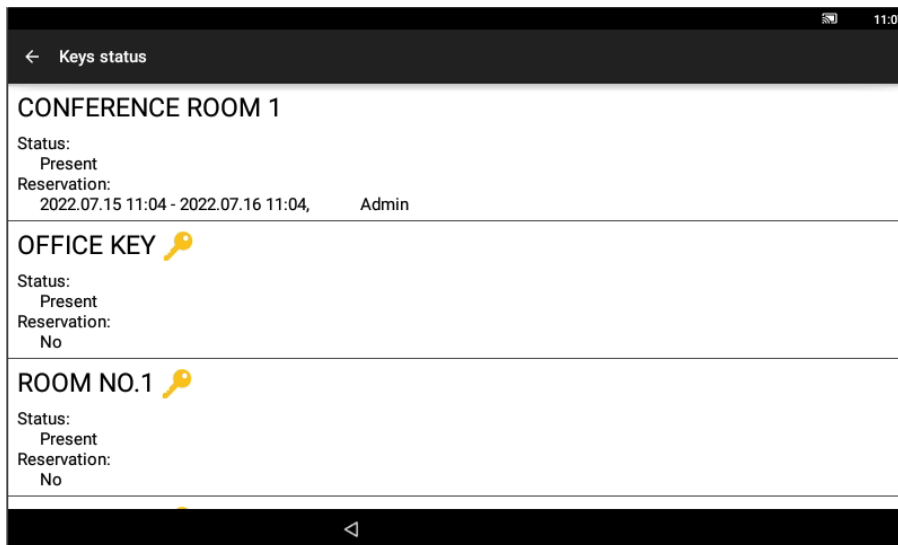 11:0
Keys status
CONFERENCE ROOM 1
Status:
Present
Reservation:
2022.07.15 11:04 - 2022.07.16 11:04, Admin
OFFICE KEY
Status:
Present
Reservation:
No
ROOM NO.1
Status:
Present
Reservation:
No